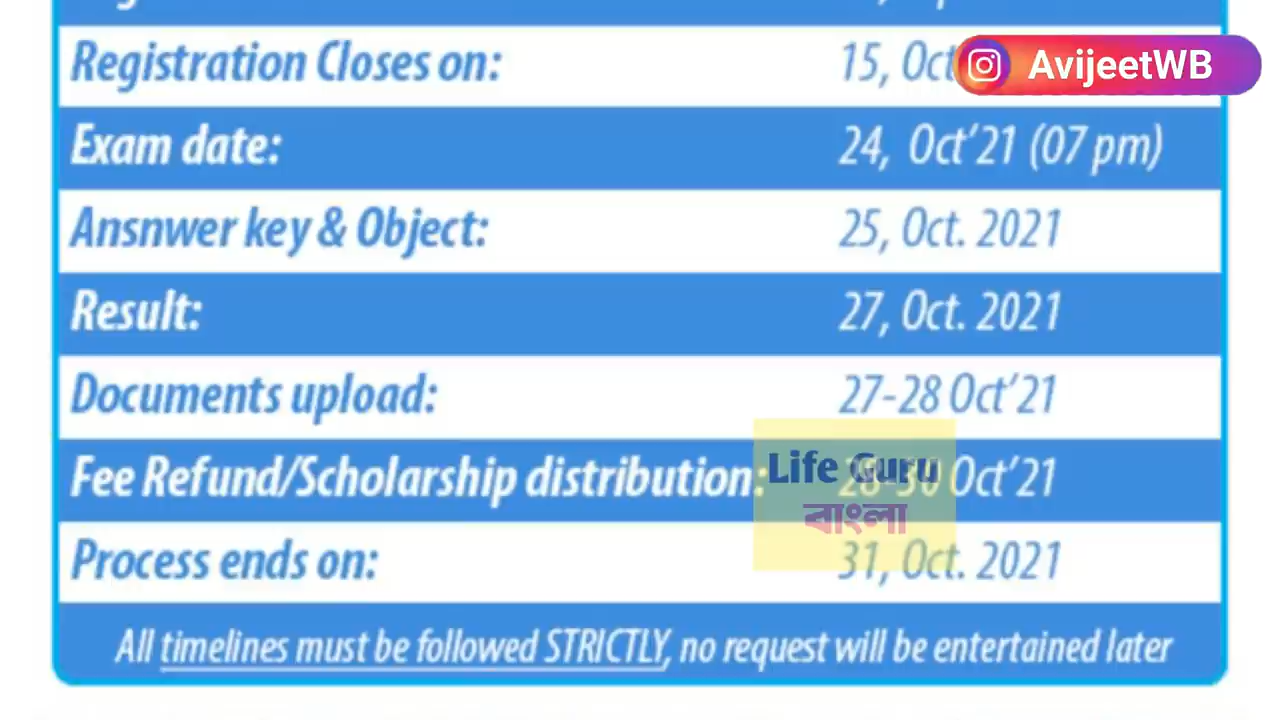 Registration Closes on: 15, Oct
AvijeetWB
Exam date: 24, Oct’21 (07 pm)
Ansnwer key & Object: 25, Oct. 2021
Result: 27, Oct. 2021
Documents upload: 27-28 Oct’21
Fee Refund/Scholarship distribution: 28-30 Oct’21
Life Guru
বাংলা
Process ends on: 31, Oct. 2021
All timelines must be followed STRICTLY, no request will be entertained later